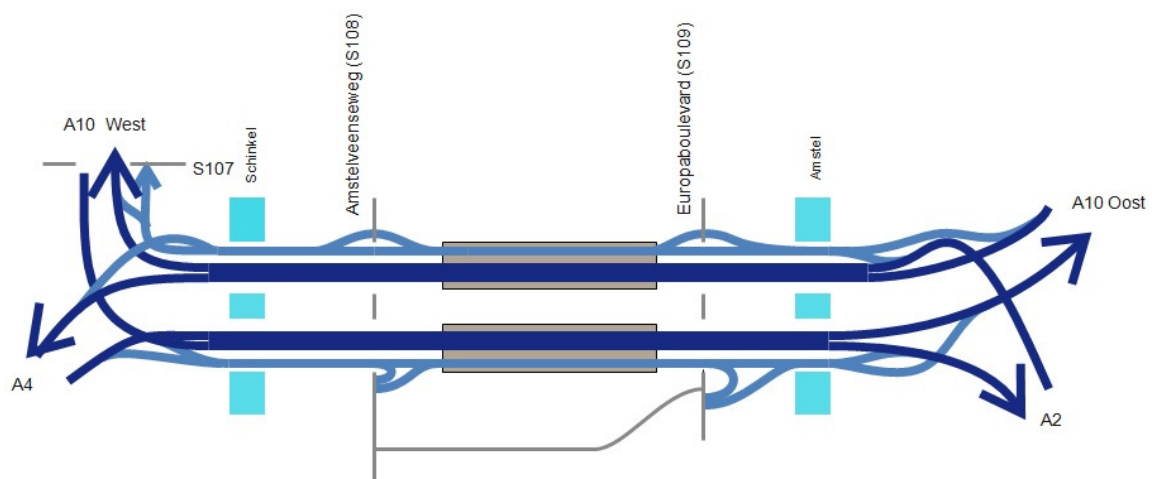 Amstelveenseweg (S108)
Europaboulevard (S109)
A10 West
S107
Schinkel
Amstel
A10 Oost
A4
A2